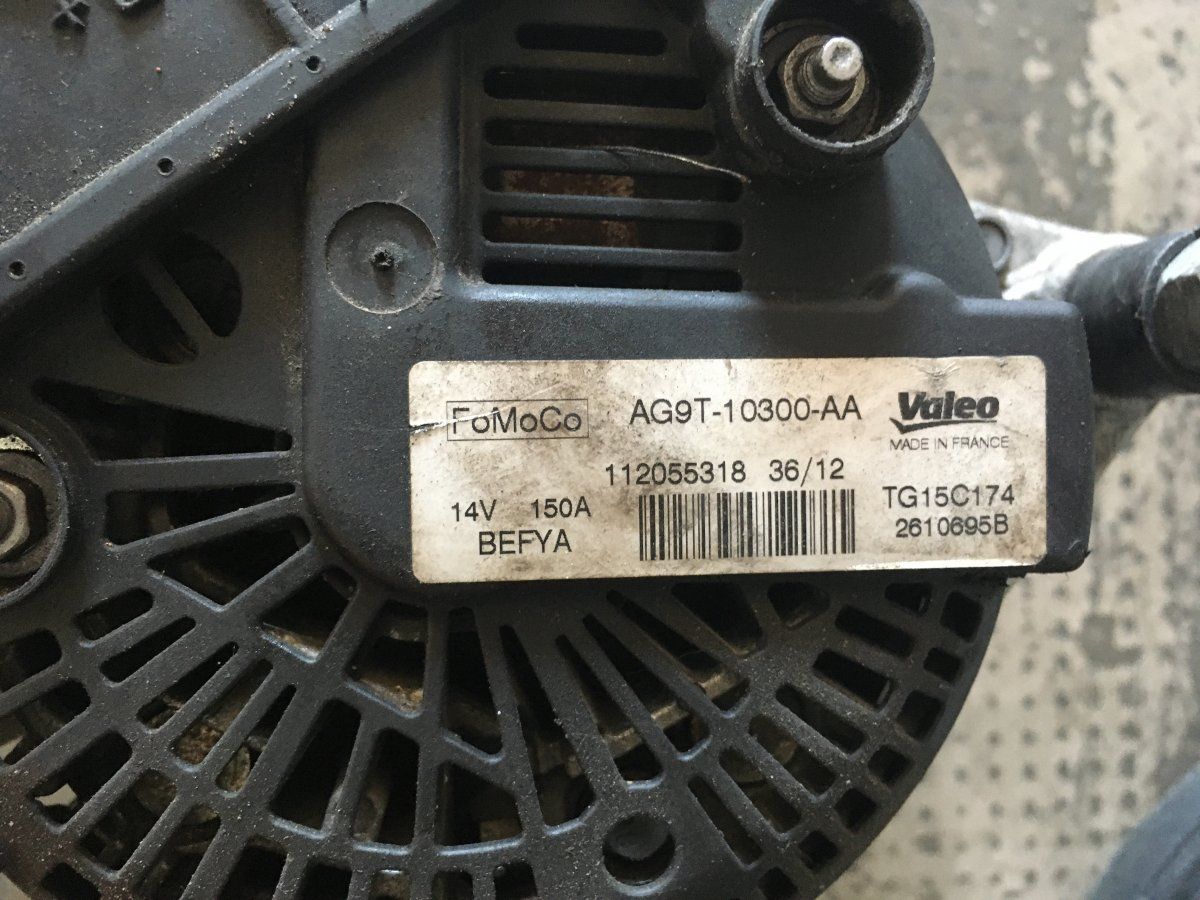 FoMoCo AG9T-10300-AA Valeo
MADE IN FRANCE
112055318 36/12
14V 150A TG15C174
BEFYA 2610695B